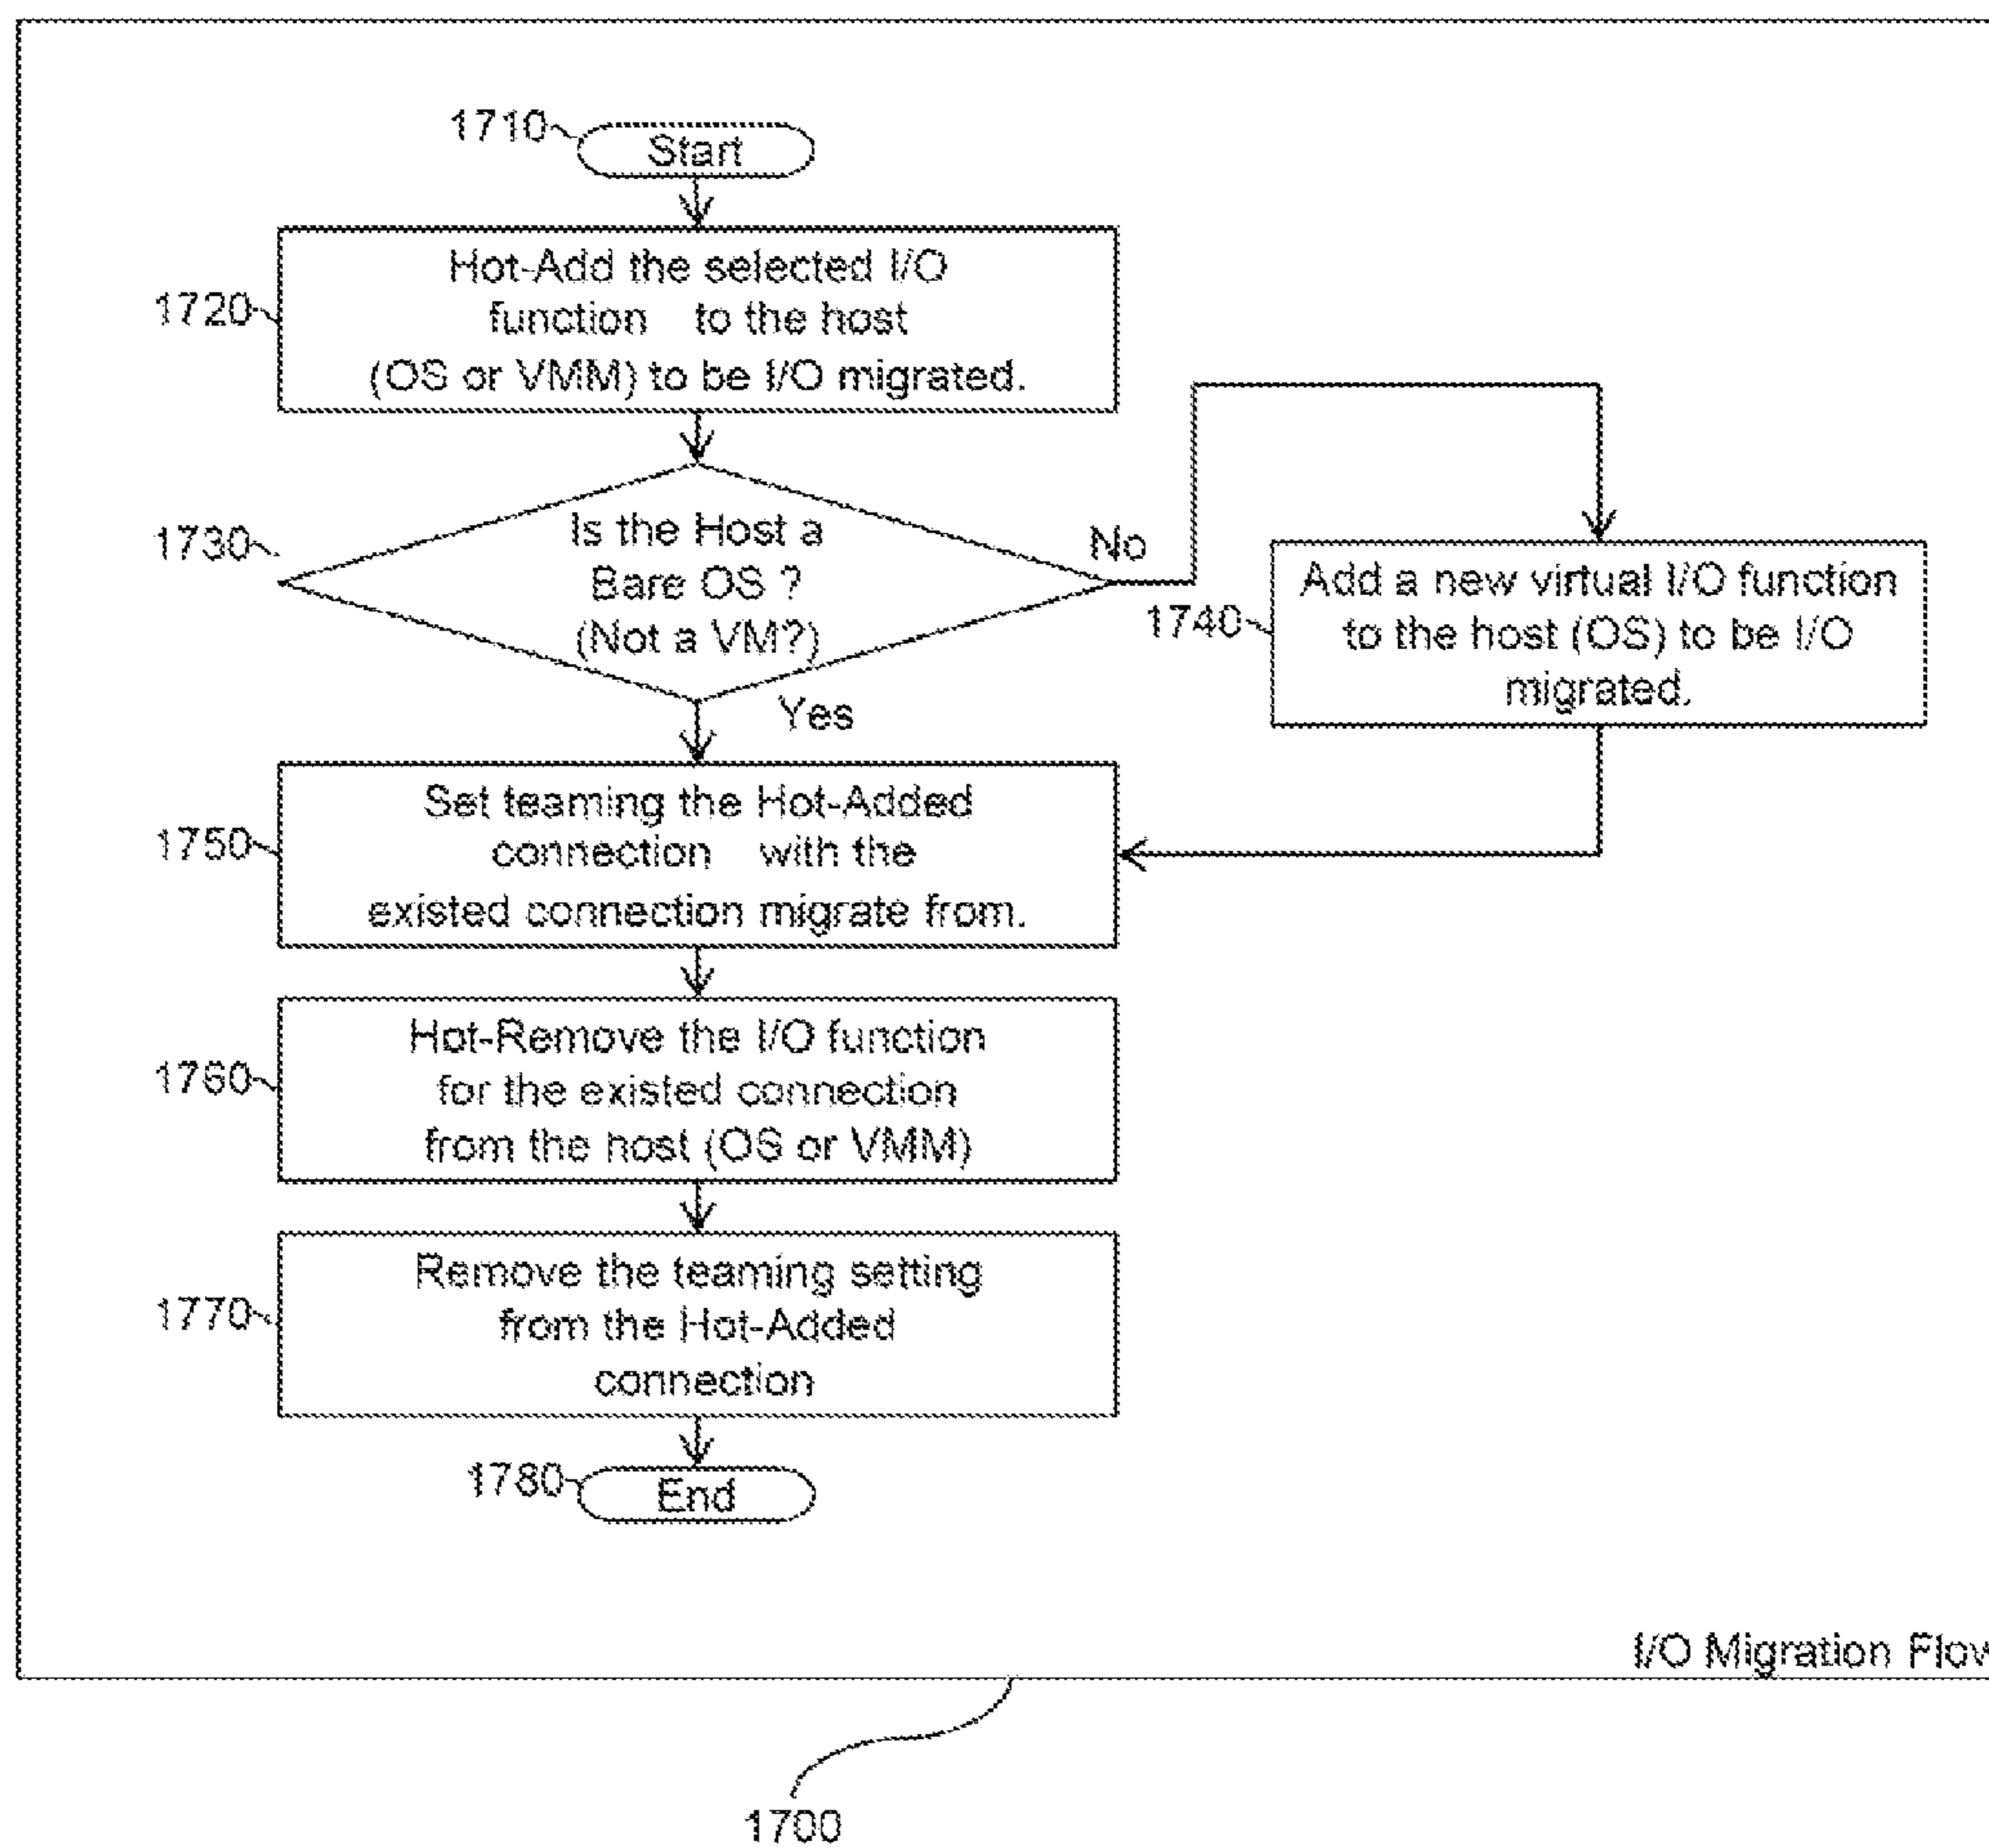 1710
Start
1720
Hot-Add the selected I/O
function to the host
(OS or VMM) to be I/O migrated.
1730
Is the Host a
Bare OS ?
(Not a VM?)
No
Yes
1740
Add a new virtual I/O function
to the host (OS) to be I/O
migrated.
1750
Set teaming the Hot-Added
connection with the
existed connection migrate from.
1760
Hot-Remove the I/O function
for the existed connection
from the host (OS or VMM)
1770
Remove the teaming setting
from the Hot-Added
connection
1780
End
I/O Migration Flow
1700